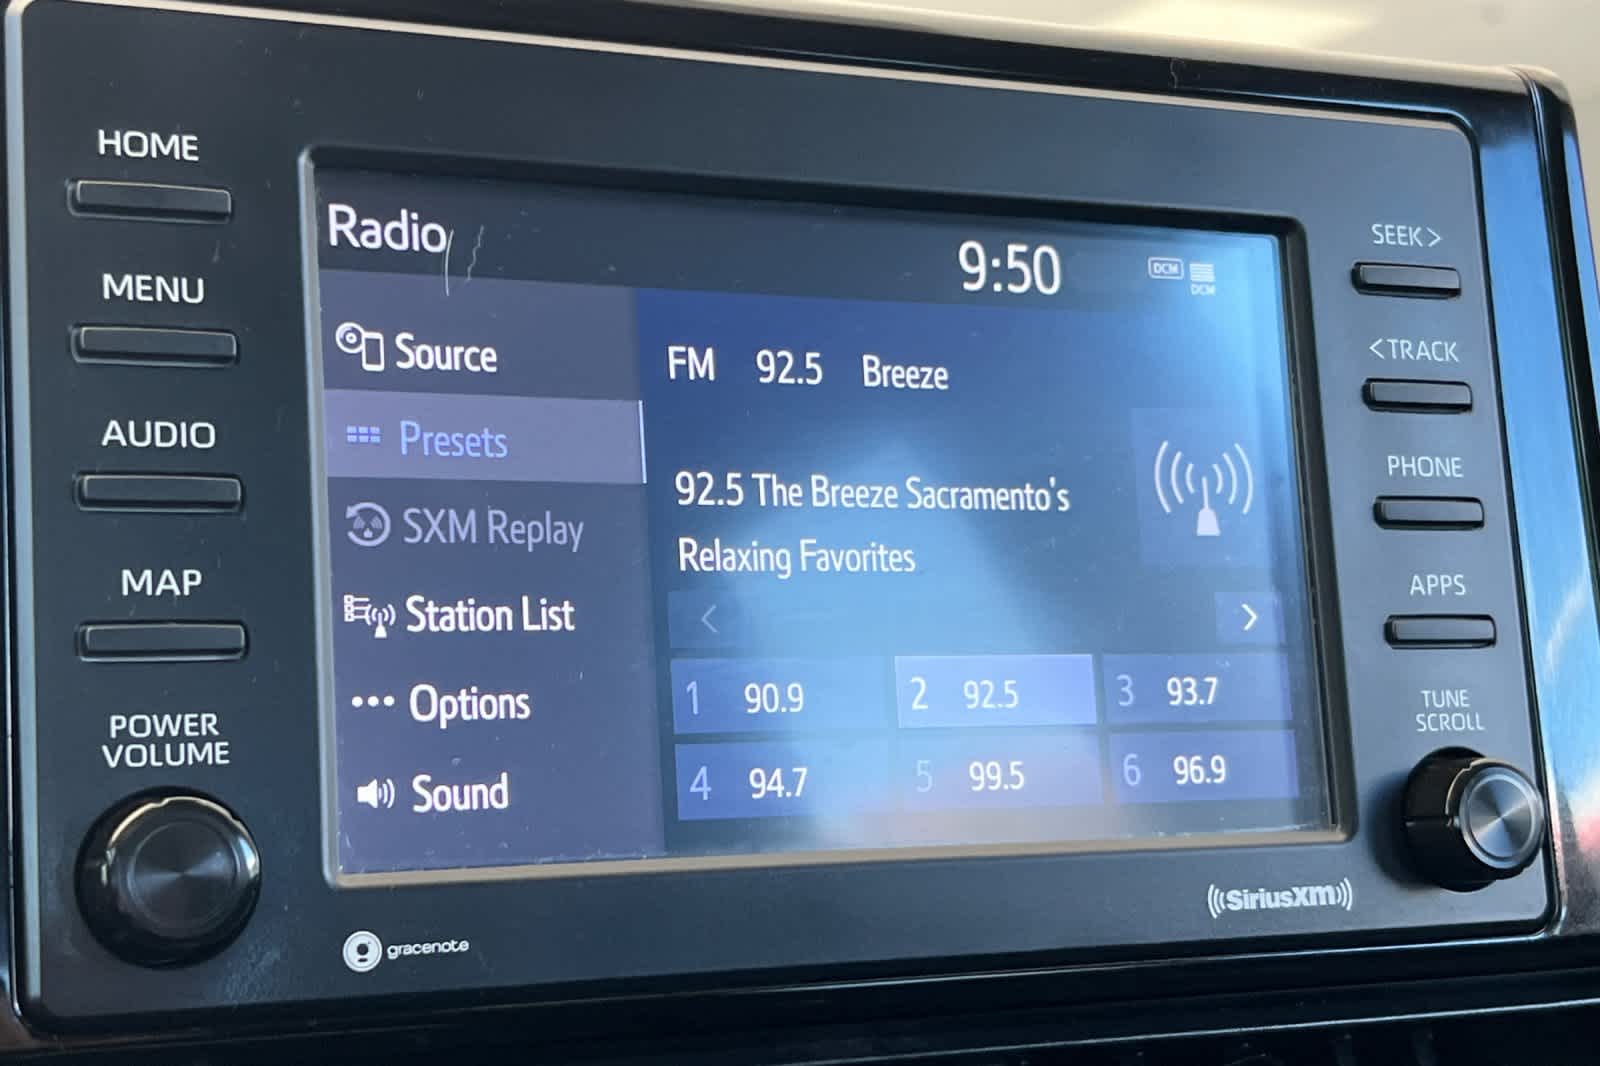 HOME
MENU
AUDIO
MAP
POWER
VOLUME
Radio
9:50
DCM
DCM
Source
Presets
SXM Replay
Station List
Options
Sound
FM 92.5 Breeze
92.5 The Breeze Sacramento's
Relaxing Favorites
< >
1 90.9 2 92.5 3 93.7
4 94.7 5 99.5 6 96.9
SEEK >
< TRACK
PHONE
APPS
TUNE
SCROLL
gracenote
((SiriusXM))